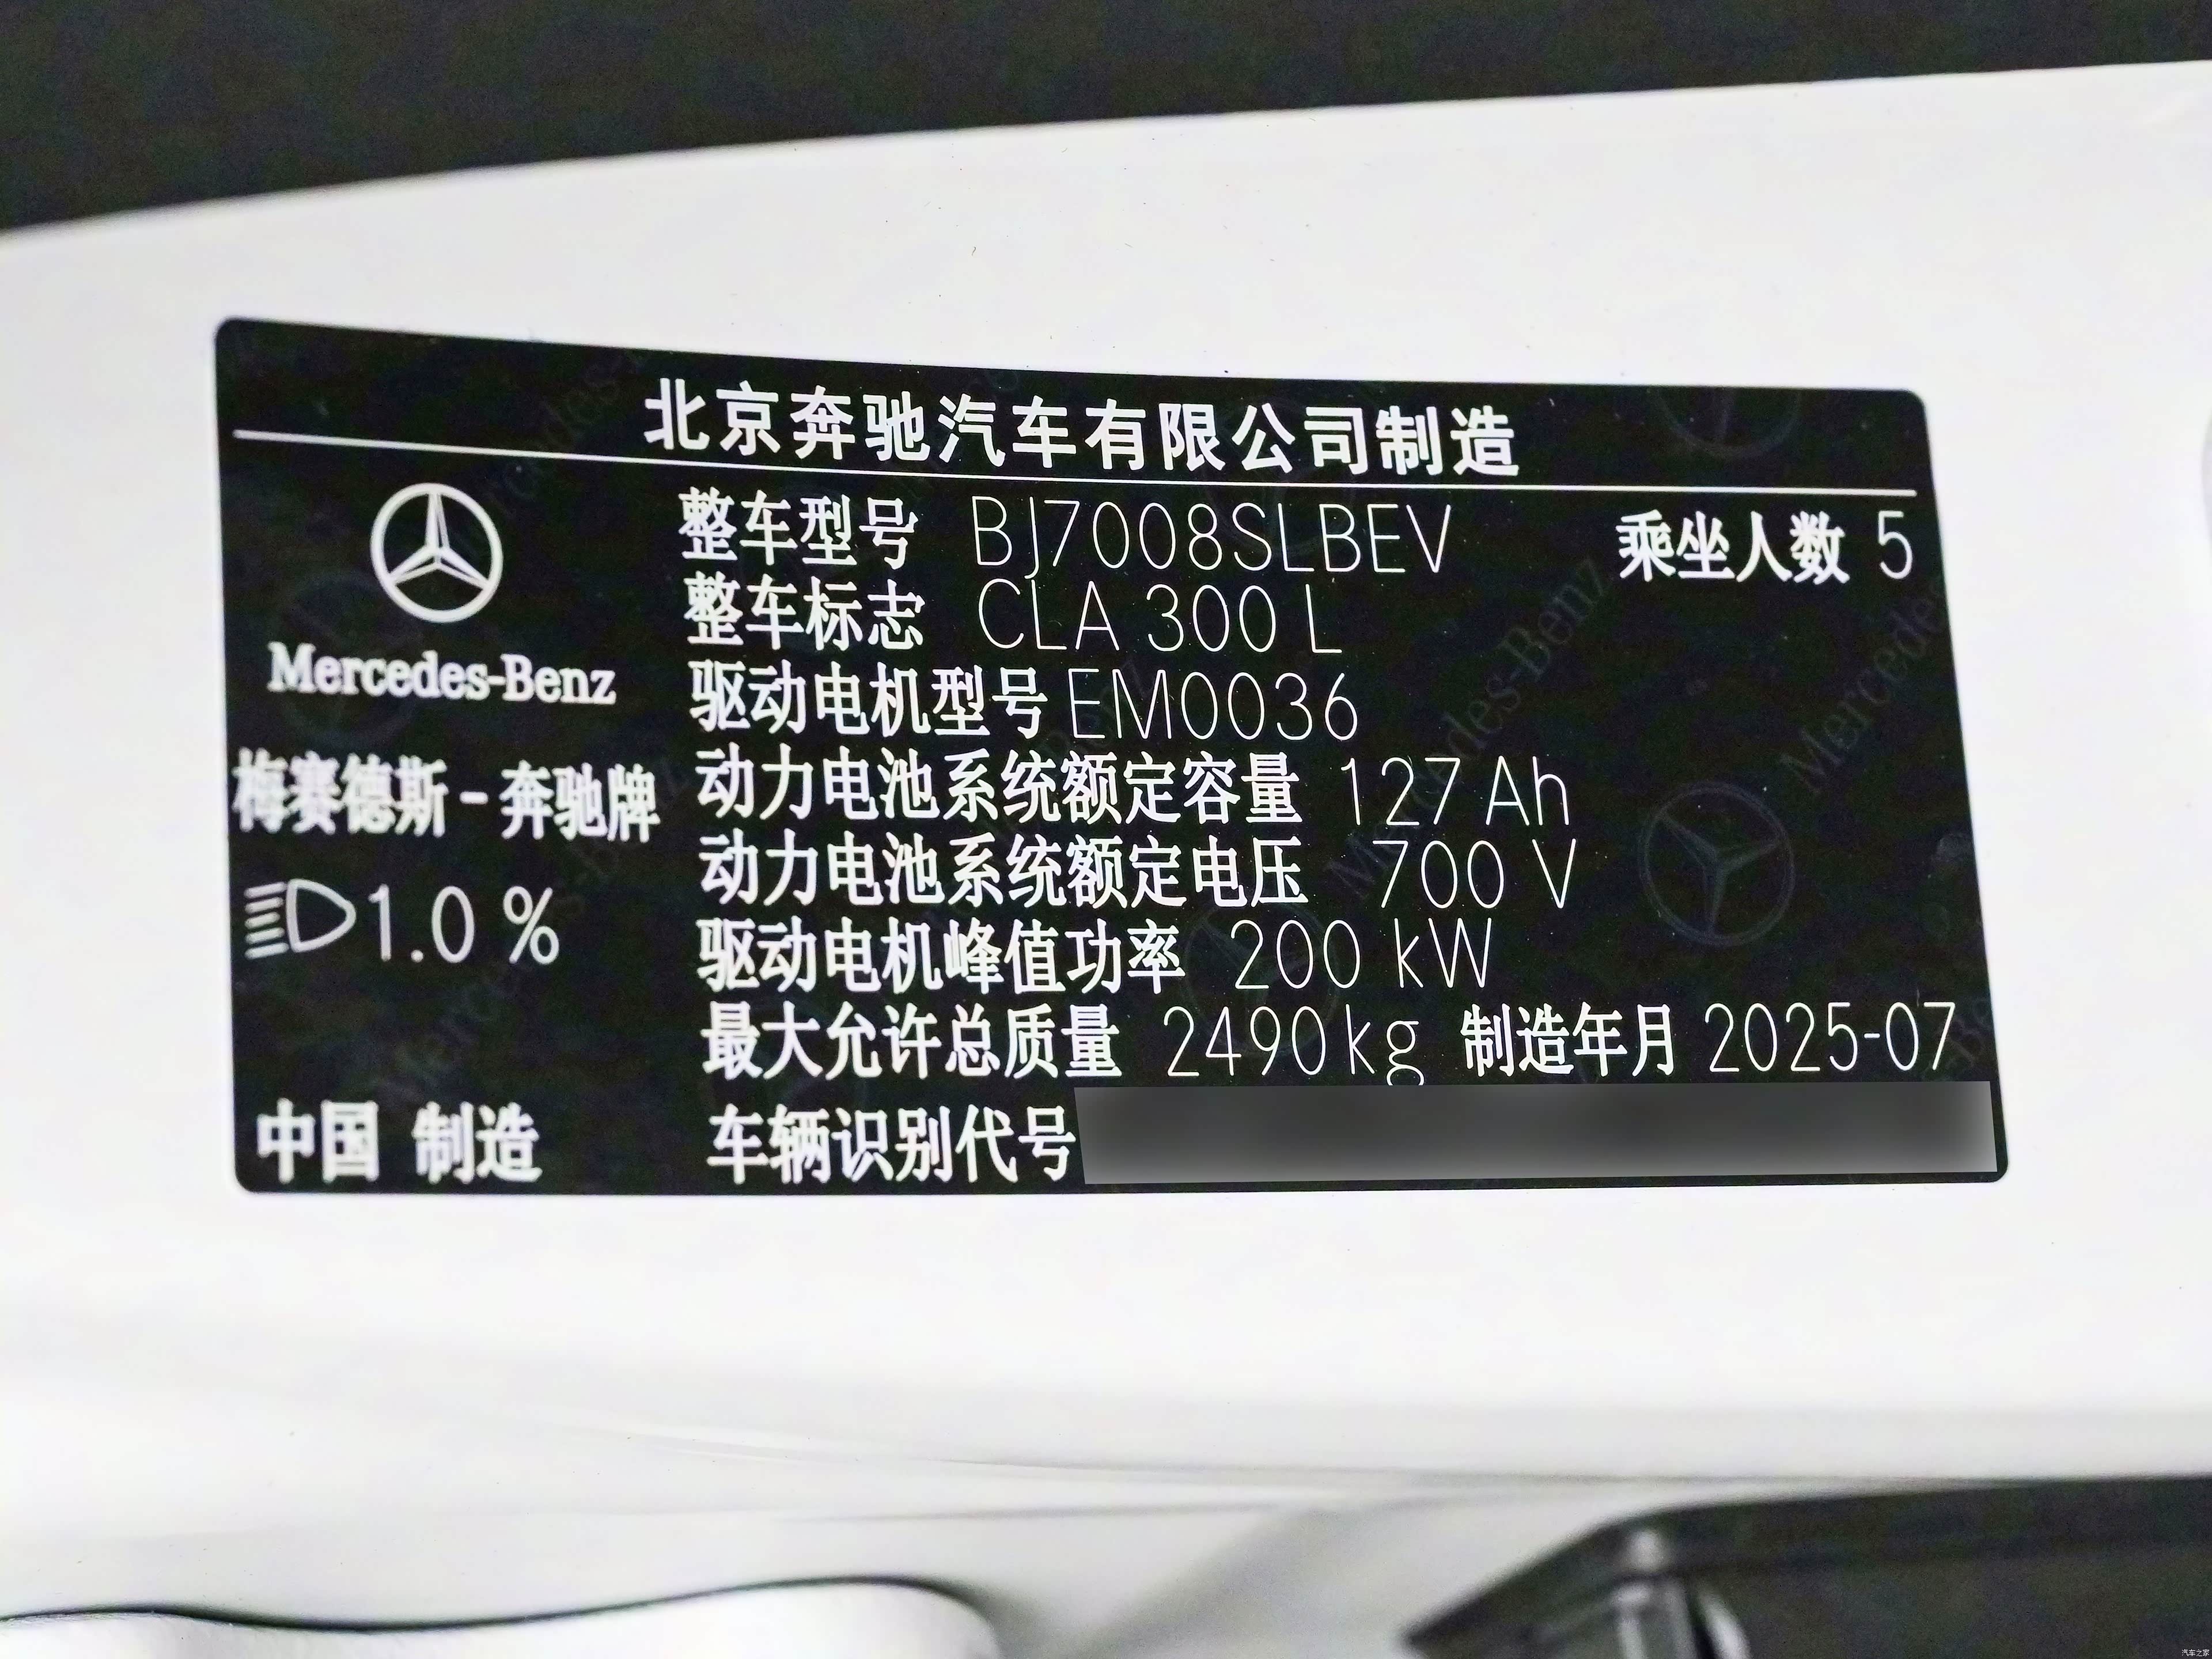 北京奔驰汽车有限公司制造
整车型号 BJ7008SLBEV 乘坐人数 5
整车标志 CLA 300 L
Mercedes-Benz
驱动电机型号 EM0036
梅赛德斯-奔驰牌
动力电池系统额定容量 127 Ah
动力电池系统额定电压 700 V
1.0 %
驱动电机峰值功率 200 kW
最大允许总质量 2490 kg 制造年月 2025-07
中国 制造
车辆识别代号
汽车之家